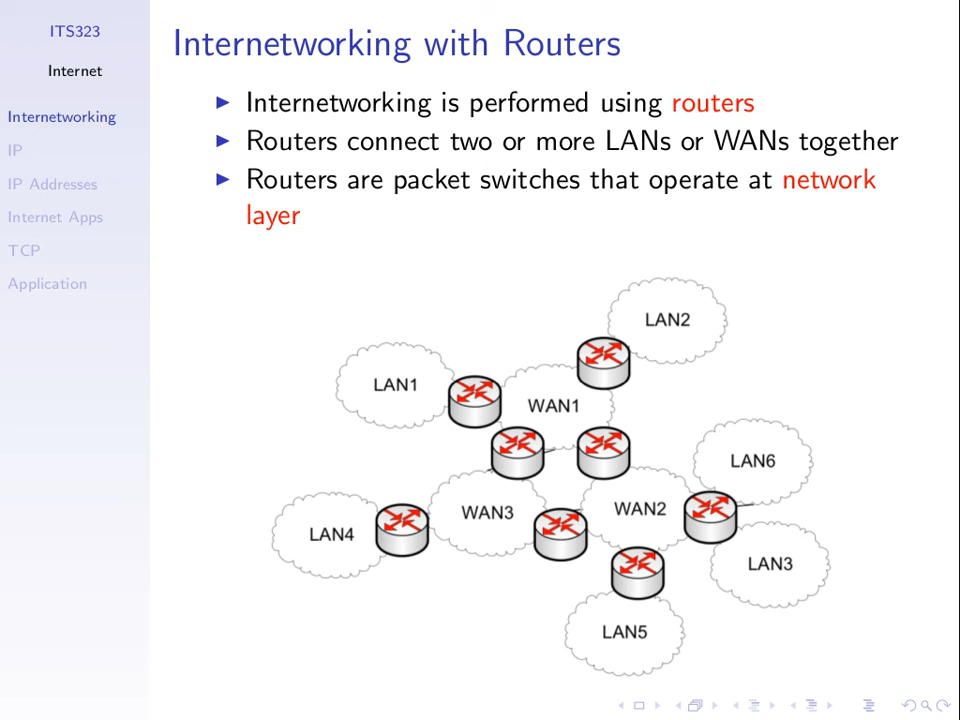 ITS323
Internet
Internetworking
IP
IP Addresses
Internet Apps
TCP
Application
Internetworking with Routers
Internetworking is performed using routers
Routers connect two or more LANs or WANs together
Routers are packet switches that operate at network
layer
LAN2
LAN1
WAN1
LAN6
WAN3
WAN2
LAN4
LAN3
LAN5